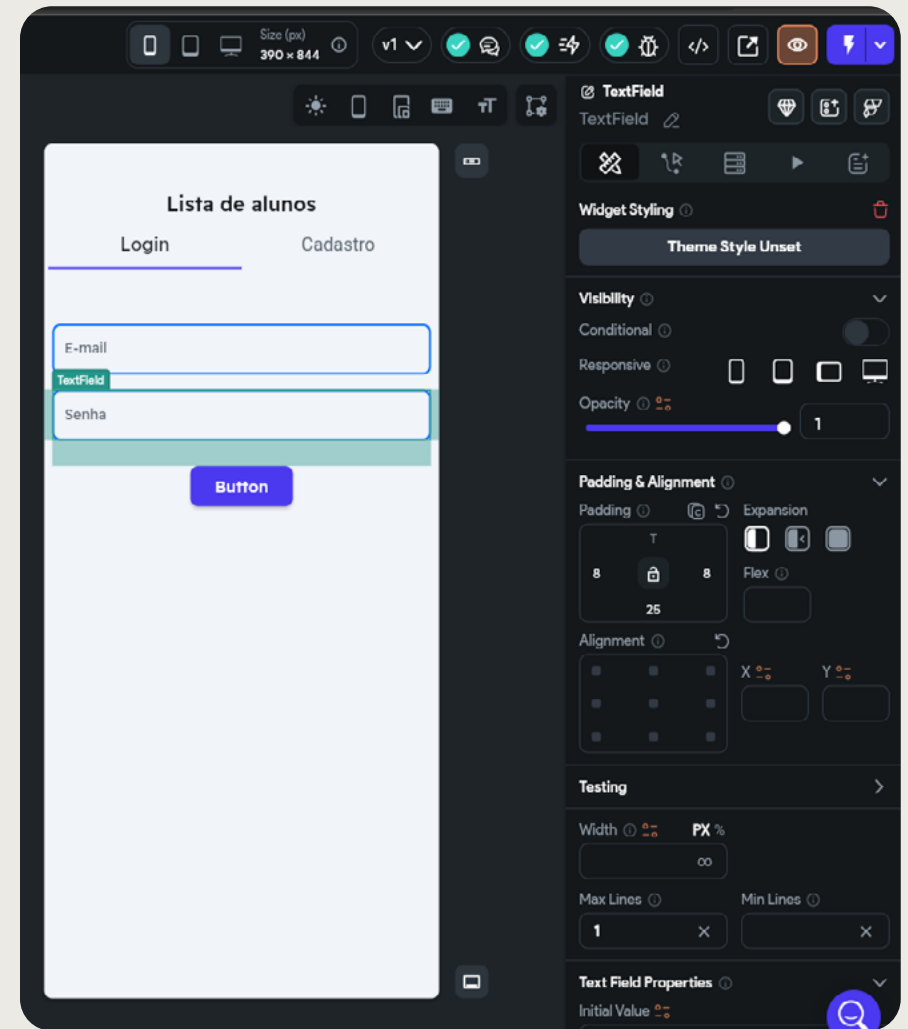 Size (px)
390 × 844
v1
TextField
TextField
Widget Styling
Theme Style Unset
Visibility
Conditional
Responsive
Opacity
1
Padding & Alignment
Padding
Expansion
T
8
8
25
Flex
Alignment
X
Y
Testing
Width
PX %
∞
Max Lines
Min Lines
1
Text Field Properties
Initial Value
Lista de alunos
Login
Cadastro
E-mail
TextField
Senha
Button